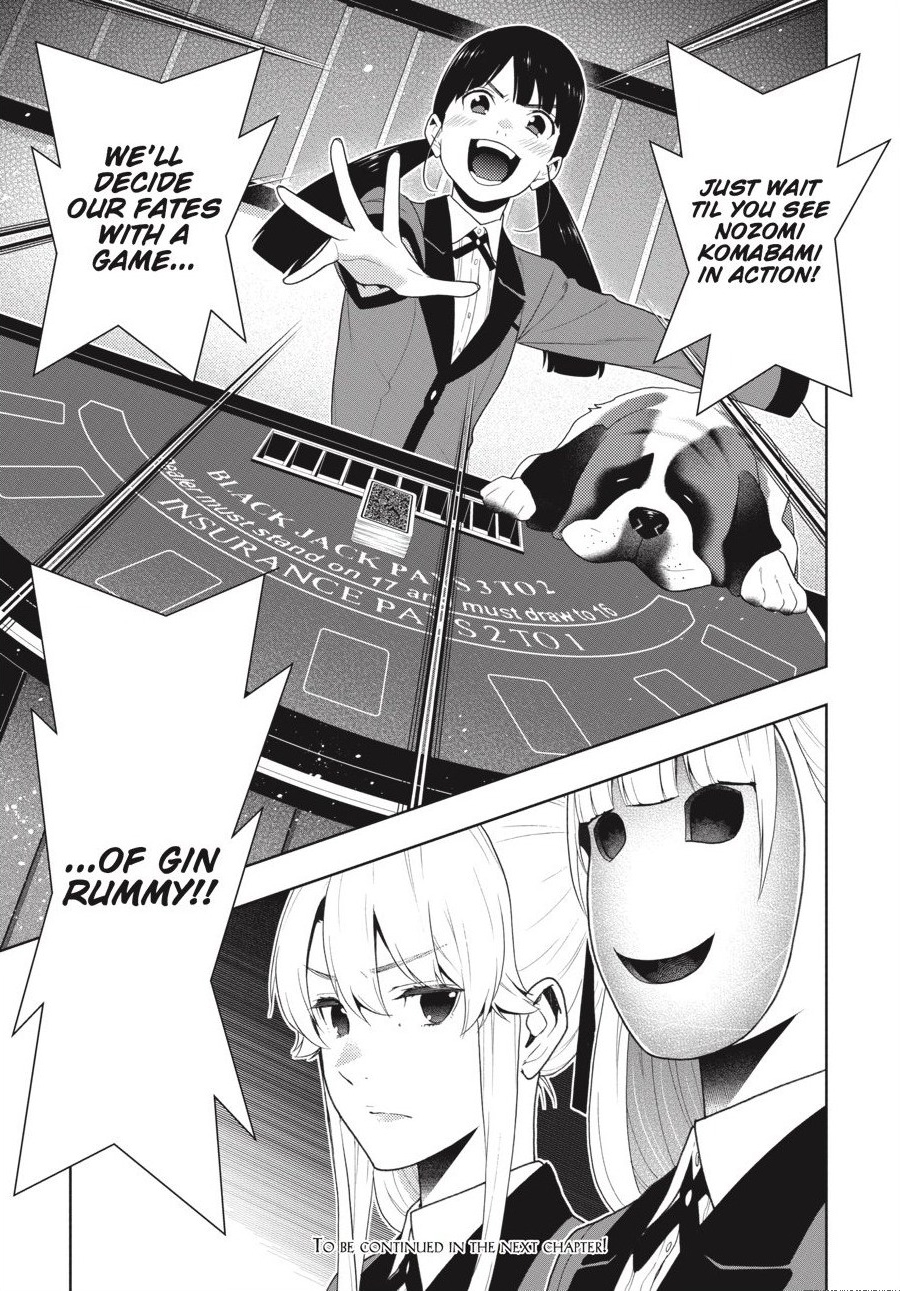 JUST WAIT
TIL YOU SEE
NOZOMI
KOMABAMI
IN ACTION!
WE'LL
DECIDE
OUR FATES
WITH A
GAME...
BLACK JACK PAYS 3 TO 2
Dealer must stand on 17 and must draw to 16
INSURANCE PAYS 2 TO 1
...OF GIN
RUMMY!!
TO BE CONTINUED IN THE NEXT CHAPTER!